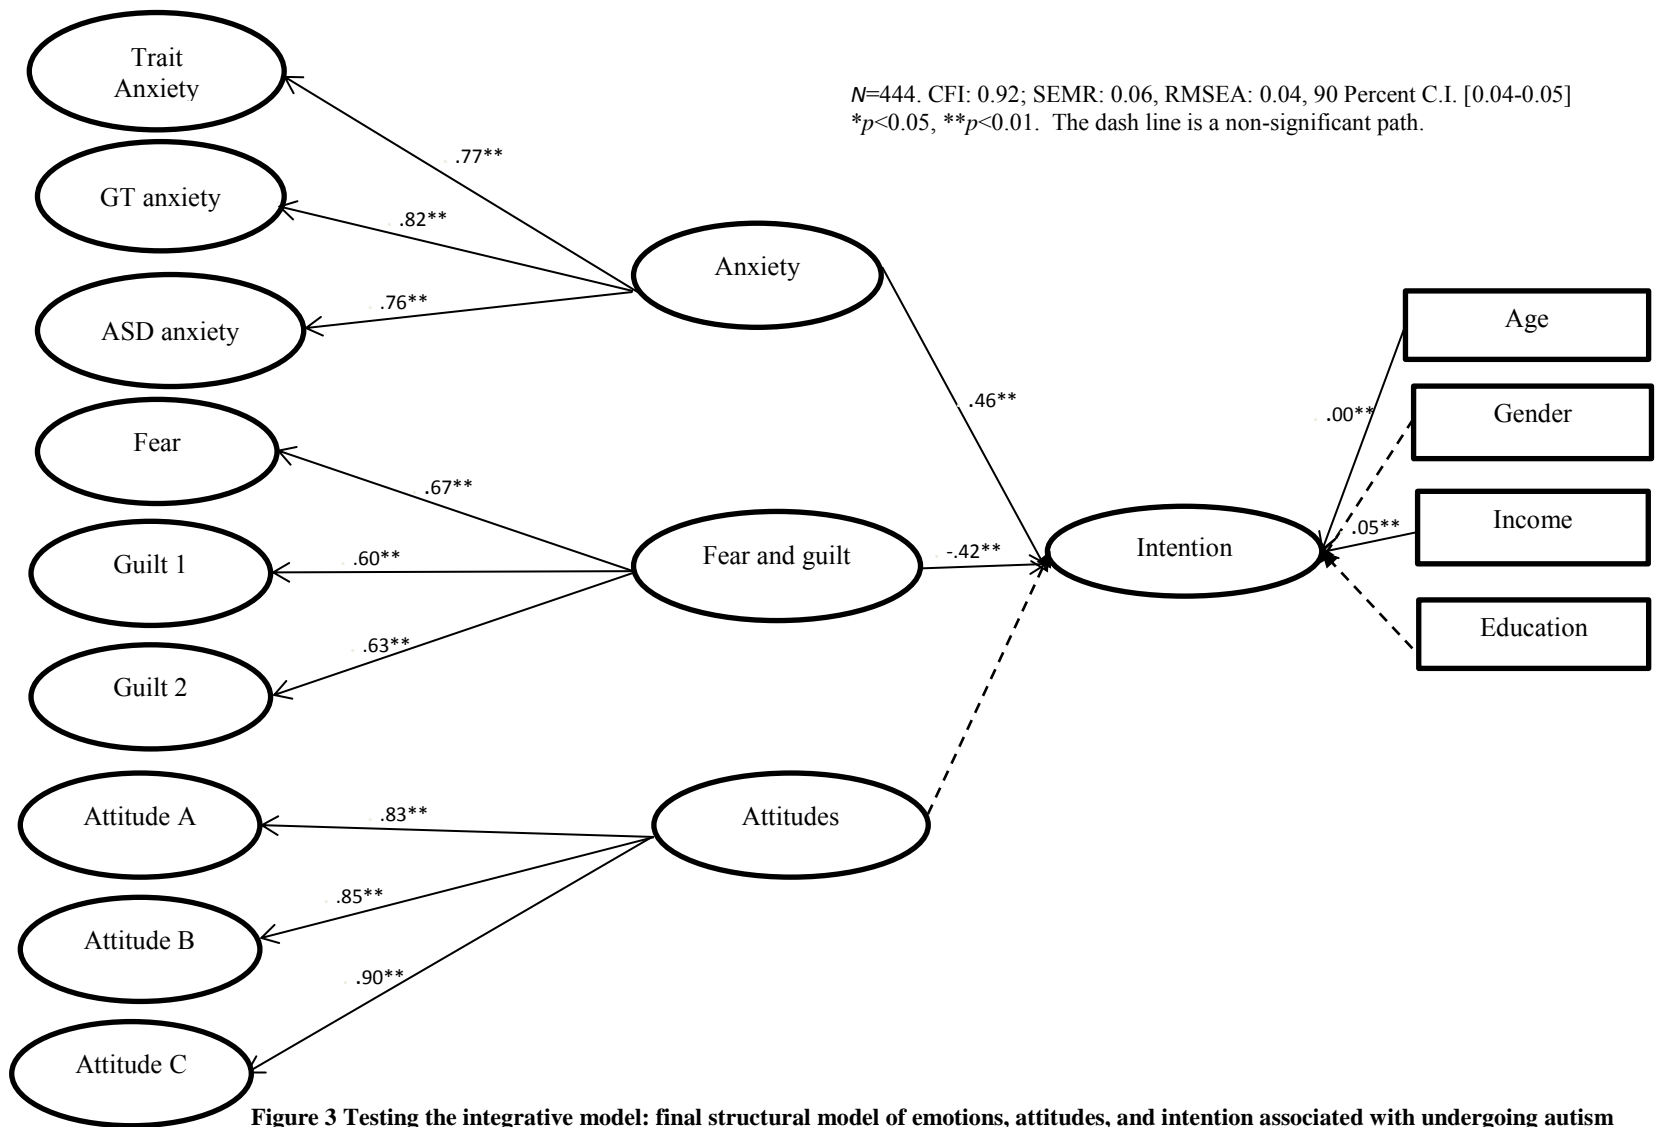 Trait
Anxiety
N=444. CFI: 0.92; SEMR: 0.06, RMSEA: 0.04, 90 Percent C.I. [0.04-0.05]
*p<0.05, **p<0.01. The dash line is a non-significant path.
.77**
GT anxiety
.82**
Anxiety
.76**
ASD anxiety
Age
.46**
.00**
Gender
Fear
.67**
Income
.05**
Guilt 1
.60**
Fear and guilt
-.42**
Intention
Education
.63**
Guilt 2
Attitude A
.83**
Attitudes
.85**
Attitude B
.90**
Attitude C
Figure 3 Testing the integrative model: final structural model of emotions, attitudes, and intention associated with undergoing autism